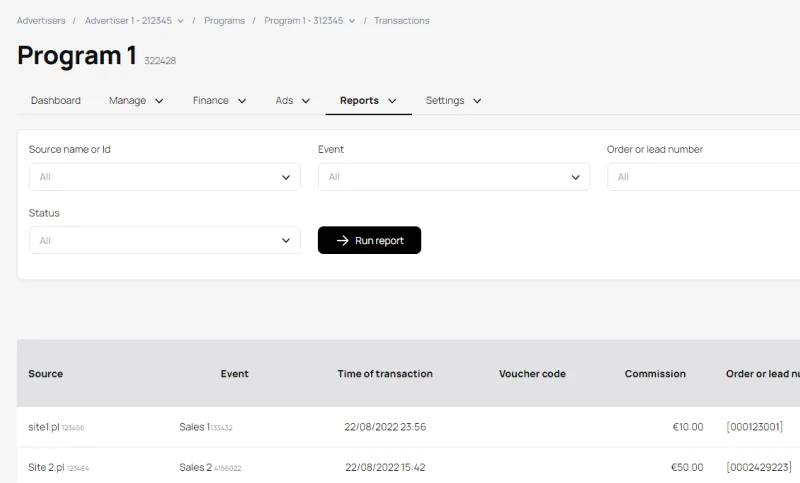 Advertisers / Advertiser 1 - 212345 / Programs / Program 1 - 312345 / Transactions
Program 1 322428
Dashboard Manage Finance Ads Reports Settings
Source name or Id Event Order or lead number
All All All
Status
All Run report
Source Event Time of transaction Voucher code Commission Order or lead nu
site1.pl 123456 Sales 1 133432 22/08/2022 23:56 €10.00 [000123001]
Site 2.pl 1234E4 Sales 2 4156022 22/08/2022 15:42 €50.00 [0002429223]